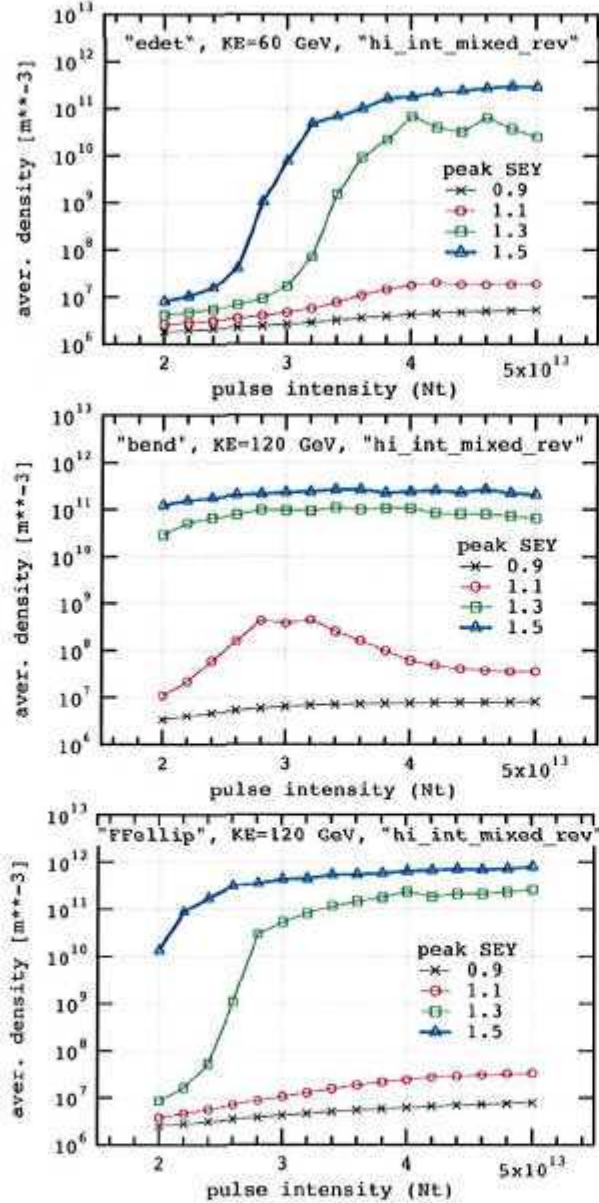 10¹³
"edet", KE=60 GeV, "hi_int_mixed_rev"
10¹²
10¹¹
10¹⁰
10⁹
10⁸
10⁷
10⁶
aver. density [m**-3]
peak SEY
0.9
1.1
1.3
1.5
2 3 4 5x10¹³
pulse intensity (Nt)
10¹³
"bend', KE=120 GeV, "hi_int_mixed_rev"
10¹²
10¹¹
10¹⁰
10⁹
10⁸
10⁷
10⁶
aver. density [m**-3]
peak SEY
0.9
1.1
1.3
1.5
2 3 4 5x10¹³
pulse intensity (Nt)
10¹³
"FFellip", KE=120 GeV, "hi_int_mixed_rev"
10¹²
10¹¹
10¹⁰
10⁹
10⁸
10⁷
10⁶
aver. density [m**-3]
peak SEY
0.9
1.1
1.3
1.5
2 3 4 5x10¹³
pulse intensity (Nt)